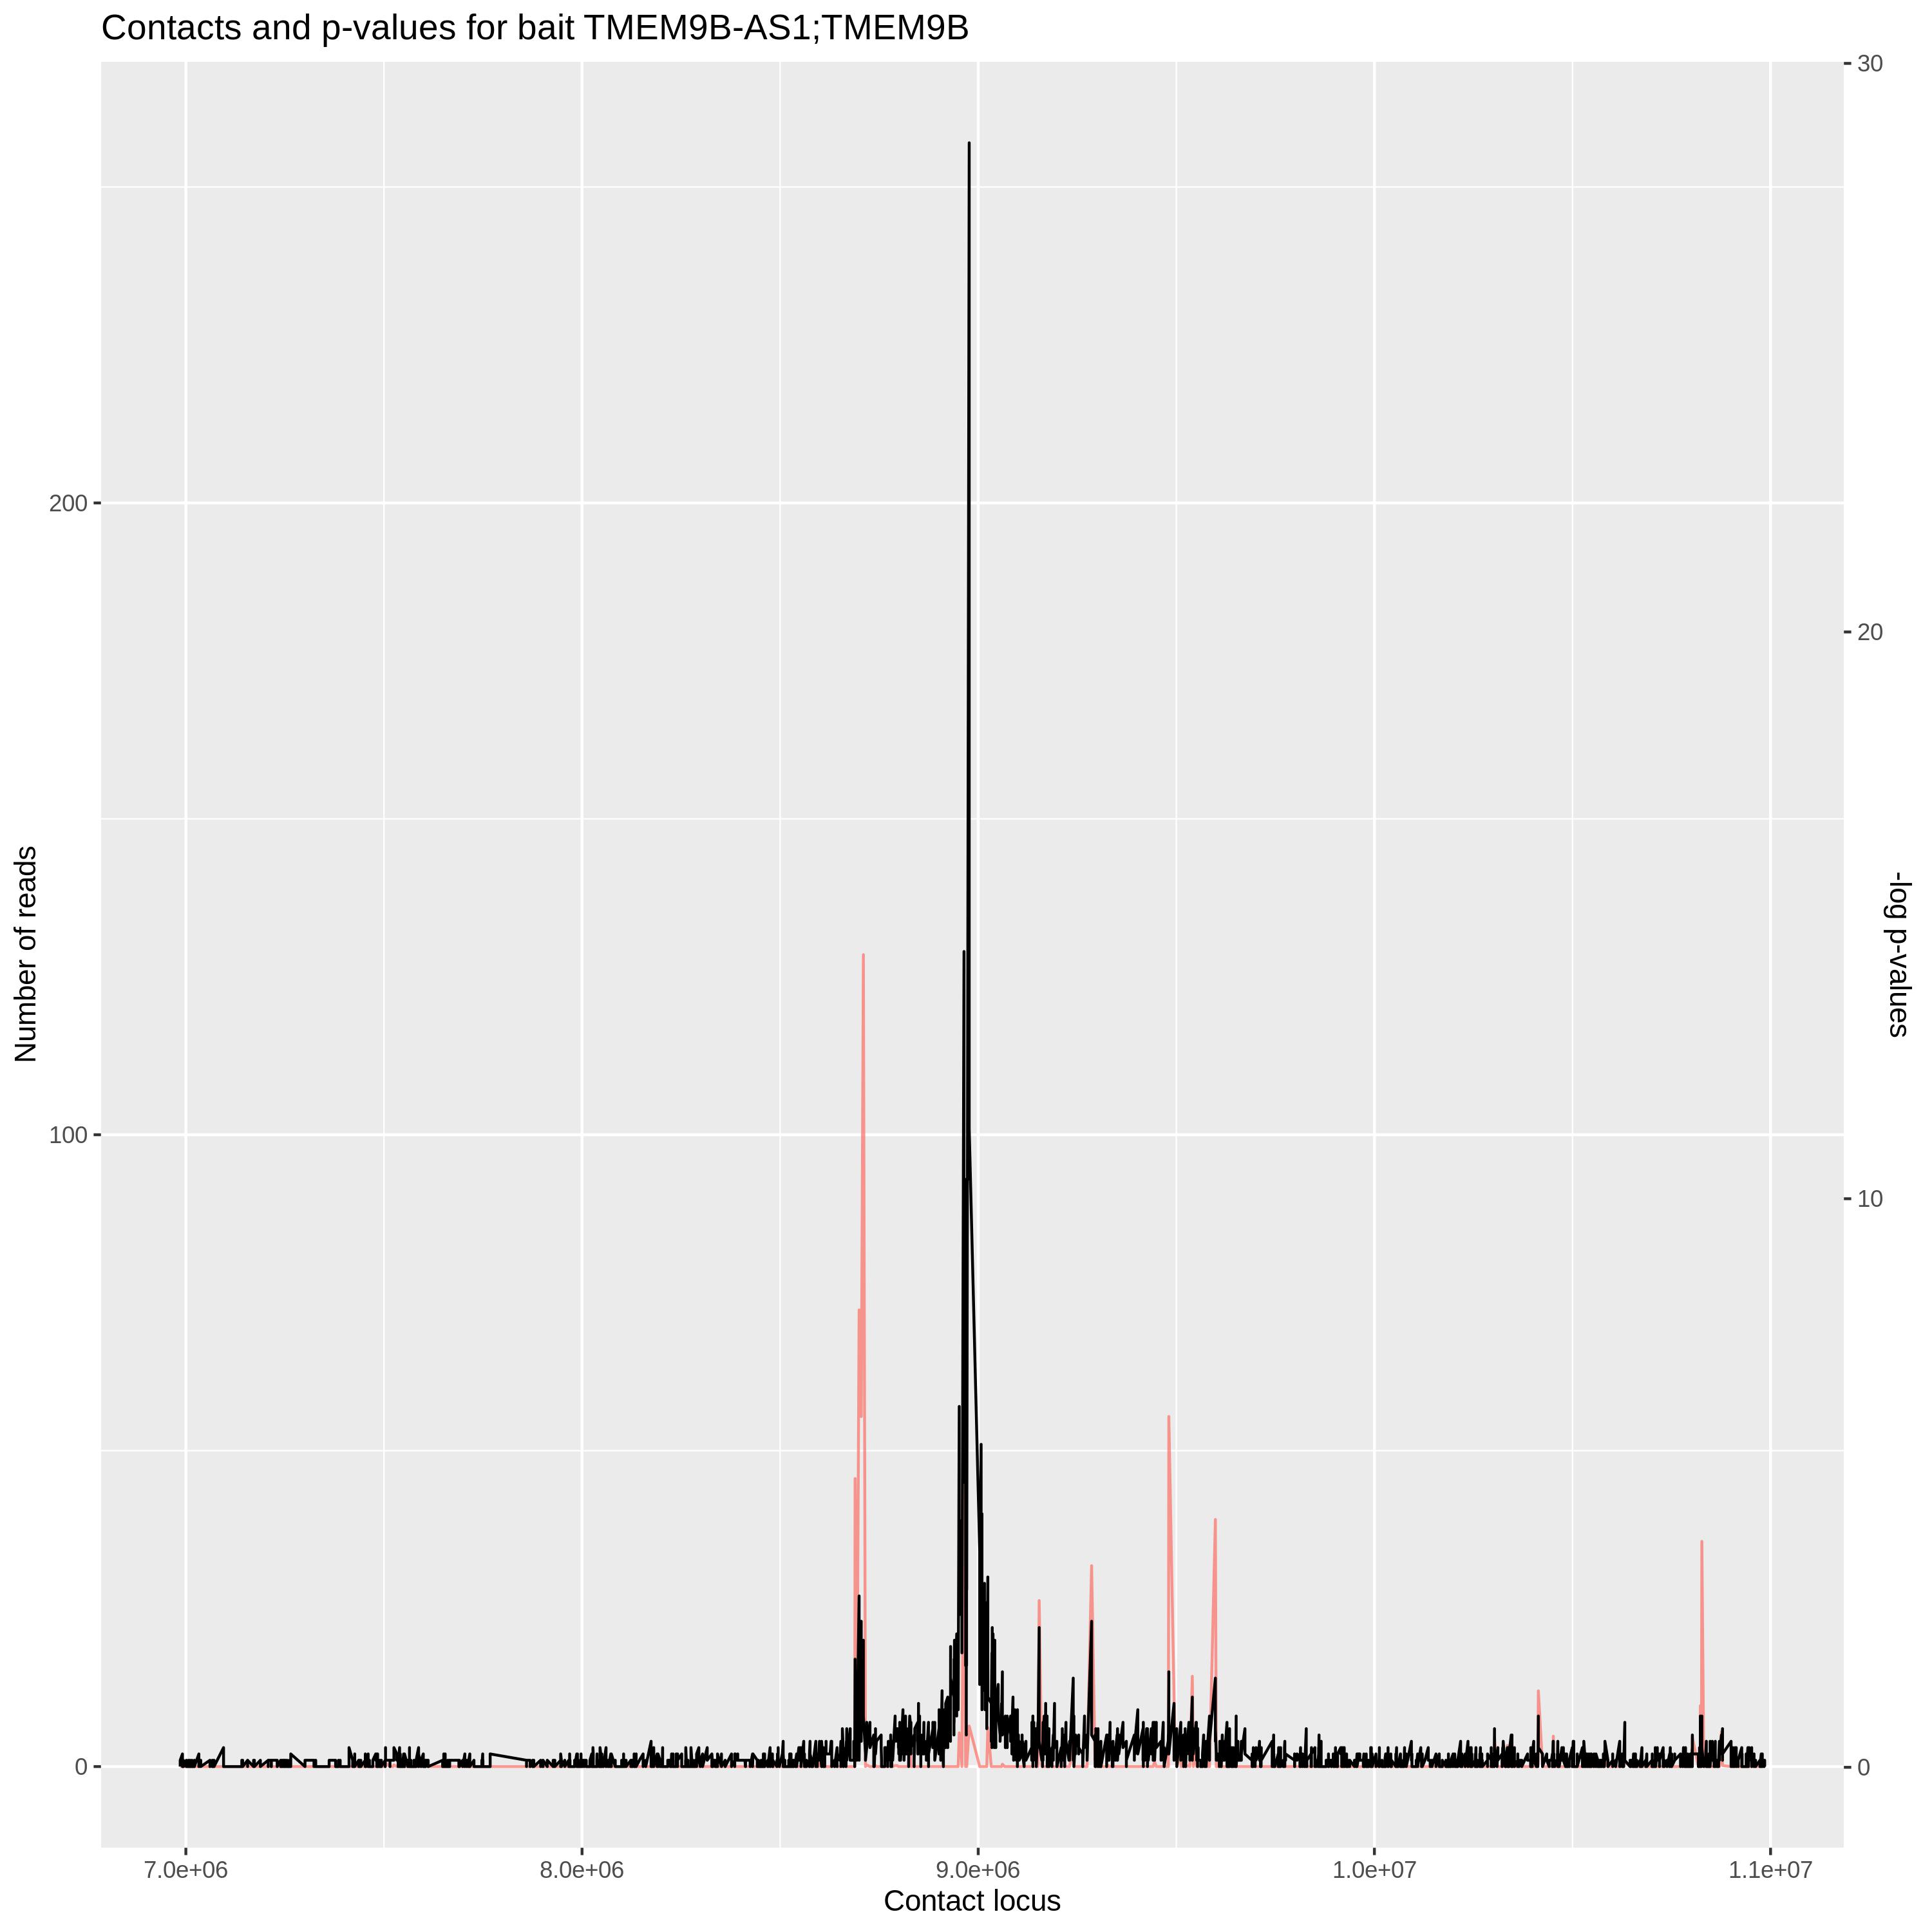 Contacts and p-values for bait TMEM9B-AS1;TMEM9B
30
200
20
Number of reads
-log p-values
100
10
0
0
7.0e+06
8.0e+06
9.0e+06
1.0e+07
1.1e+07
Contact locus